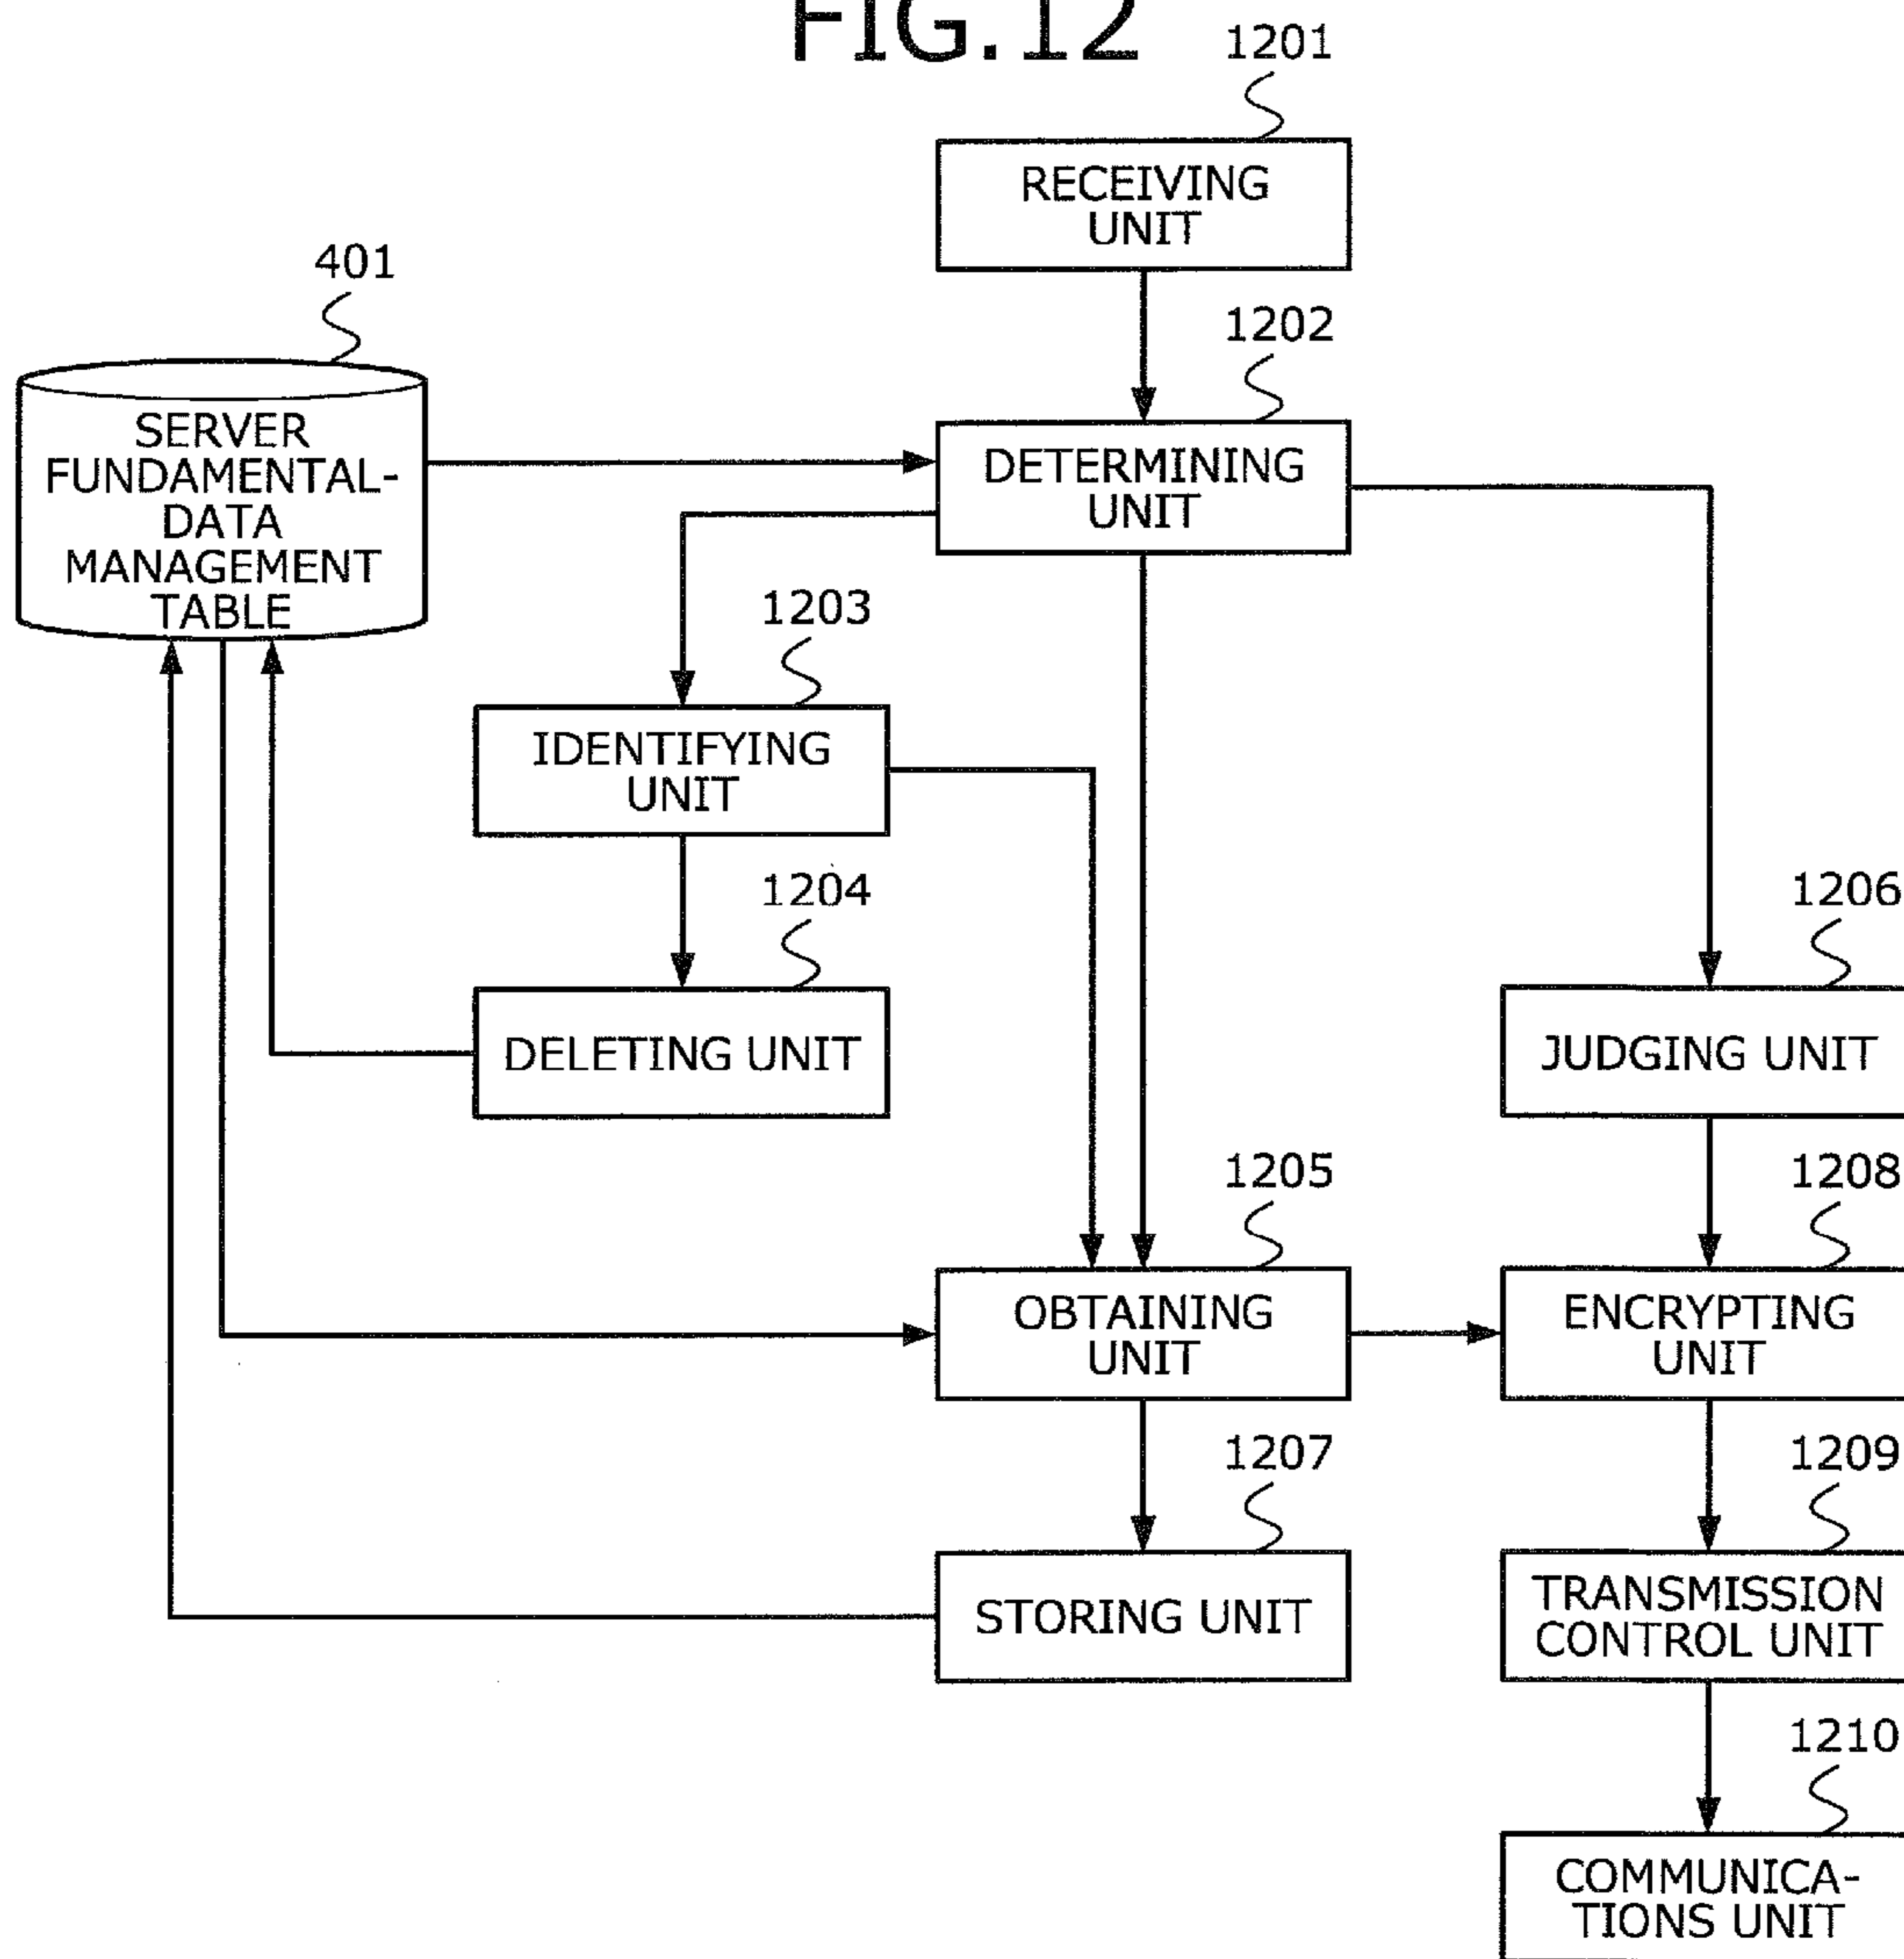 FIG.12
1201
RECEIVING
UNIT
401
1202
SERVER
FUNDAMENTAL-
DATA
MANAGEMENT
TABLE
DETERMINING
UNIT
1203
IDENTIFYING
UNIT
1204
DELETING UNIT
1206
JUDGING UNIT
1205
OBTAINING
UNIT
1208
ENCRYPTING
UNIT
1207
STORING UNIT
1209
TRANSMISSION
CONTROL UNIT
1210
COMMUNICA-
TIONS UNIT